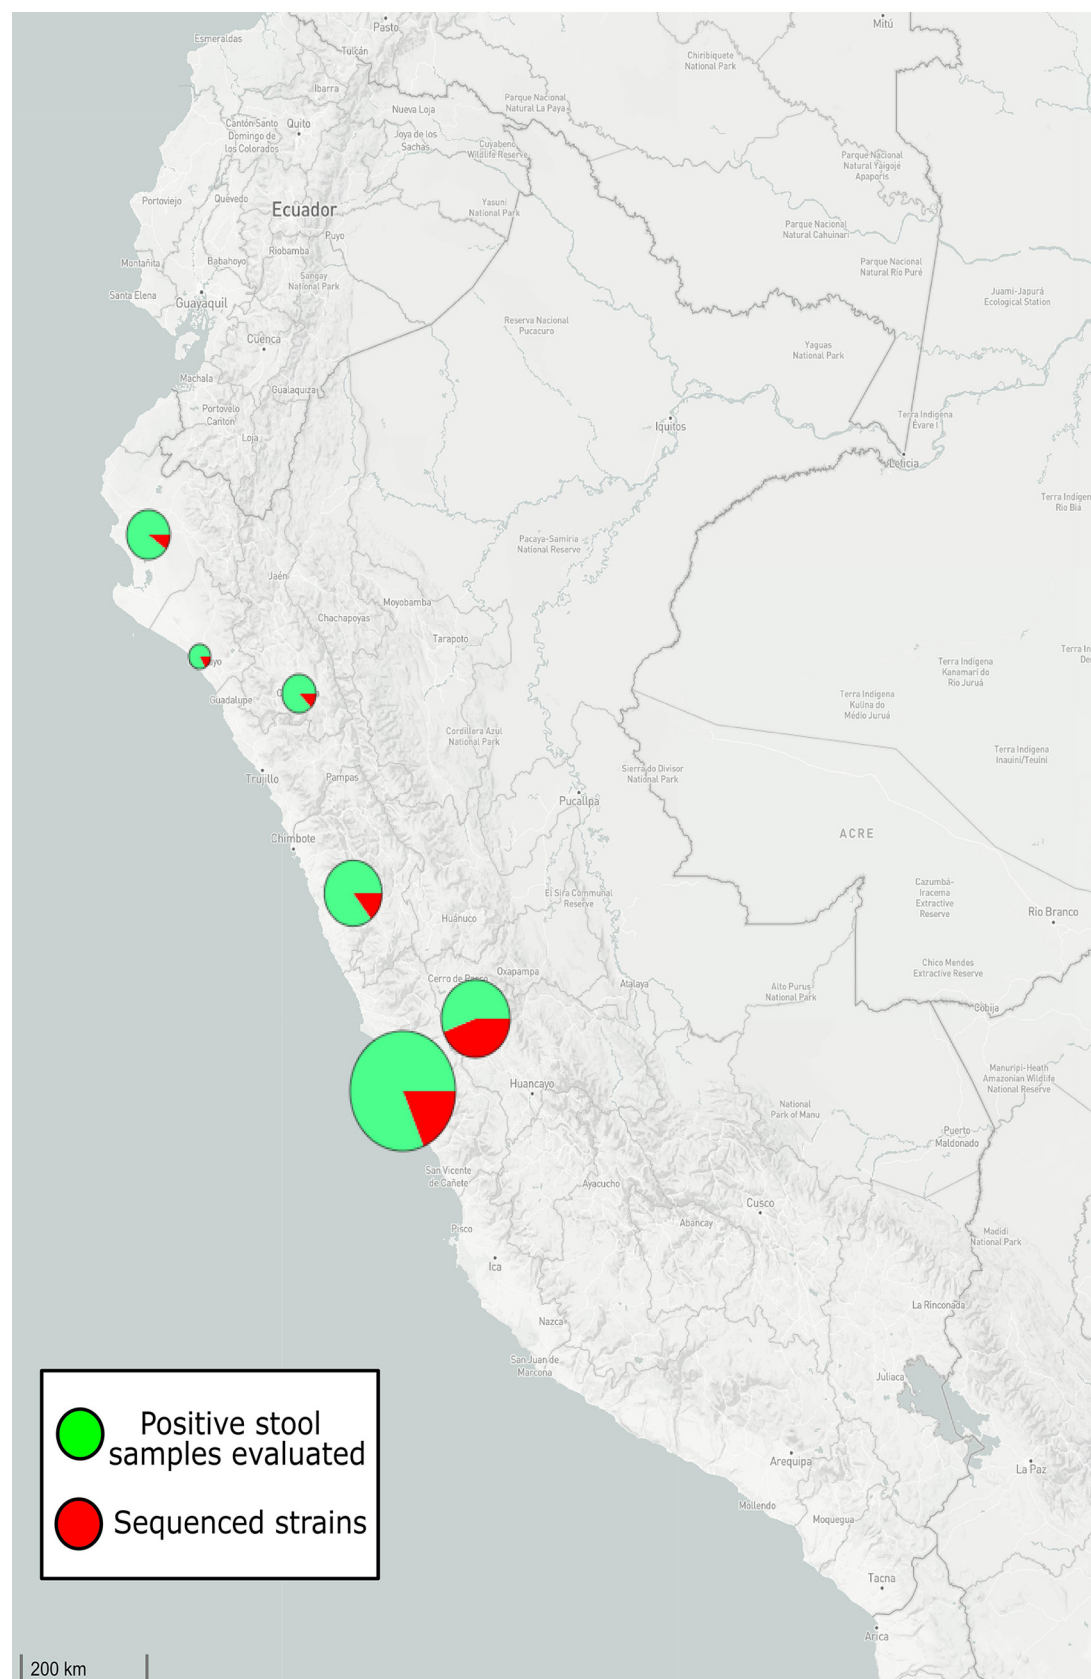 Pasto
Mitú
Esmeraldas
Tulcán
Chiribiquete
National Park
Ibarra
Parque Nacional
Natural La Paya
Nueva Loja
Cantón Santo
Domingo de
los Colorados
Quito
Joya de los
Sachas
Cuyabeno
Wildlife Reserve
Parque Nacional
Natural Yaigojé
Apaporis
Portoviejo
Quevedo
Ecuador
Yasuni
National Park
Puyo
Parque Nacional
Natural Cahuinarí
Riobamba
Montañita
Babahoyo
Parque Nacional
Natural Río Puré
Sangay
National Park
Santa Elena
Guayaquil
Juami-Japurá
Ecological Station
Reserva Nacional
Pucacuro
Cuenca
Yaguas
National Park
Machala
Gualaquiza
Portovelo
Canton
Terra Indígena
Évare I
Iquitos
Loja
Leticia
Terra Indígena
Rio Biá
Pacaya-Samiria
National Reserve
Jaén
Moyobamba
Chachapoyas
Tarapoto
Terra In
De
ayo
Terra Indígena
Kanamari do
Rio Juruá
Guadalupe
Terra Indígena
Kulina do
Médio Juruá
Cordillera Azul
National Park
Terra Indígena
Inauini/Teuini
Trujillo
Pampas
Sierra do Divisor
National Park
Pucallpa
Chimbote
ACRE
Cazumbá-
Iracema
Extractive
Reserve
El Sira Communal
Reserve
Huánuco
Rio Branco
Cerro de Pasco
Oxapampa
Chico Mendes
Extractive Reserve
Atalaya
Alto Purus
National Park
Cobija
Huancayo
Manuripi-Heath
Amazonian Wildlife
National Reserve
National
Park of Manu
Puerto
Maldonado
San Vicente
de Cañete
Ayacucho
Cusco
Abancay
Pisco
Madidi
National Park
Ica
La Rinconada
Nazca
San Juan de
Marcona
Juliaca
Positive stool
samples evaluated
Arequipa
La Paz
Mollendo
Moquegua
Sequenced strains
Tacna
Arica
200 km